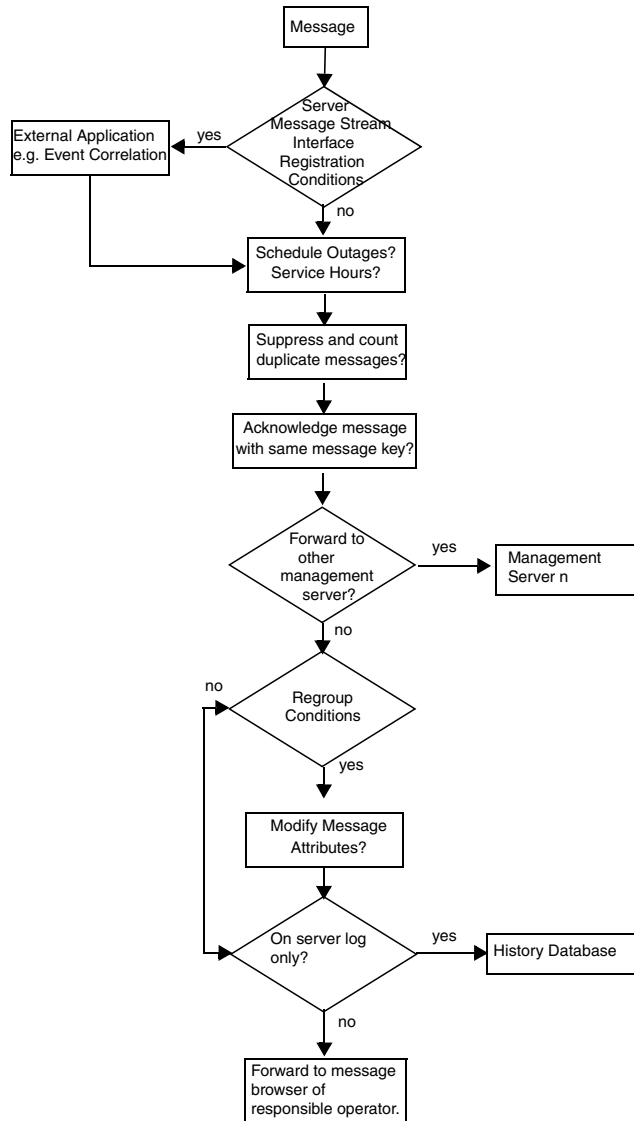 Message
Server
Message Stream
Interface
Registration
Conditions
yes
External Application
e.g. Event Correlation
no
Schedule Outages?
Service Hours?
Suppress and count
duplicate messages?
Acknowledge message
with same message key?
Forward to
other
management
server?
yes
Management
Server n
no
no
Regroup
Conditions
yes
Modify Message
Attributes?
On server log
only?
yes
History Database
no
Forward to message
browser of
responsible operator.